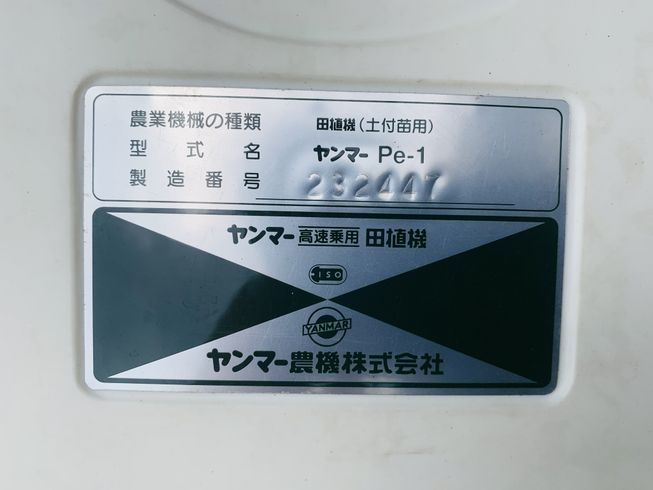 農業機械の種類 田植機(土付苗用)
型式名 ヤンマー Pe-1
製造番号 232447
ヤンマー高速乗用田植機
ISO
YANMAR
ヤンマー農機株式会社